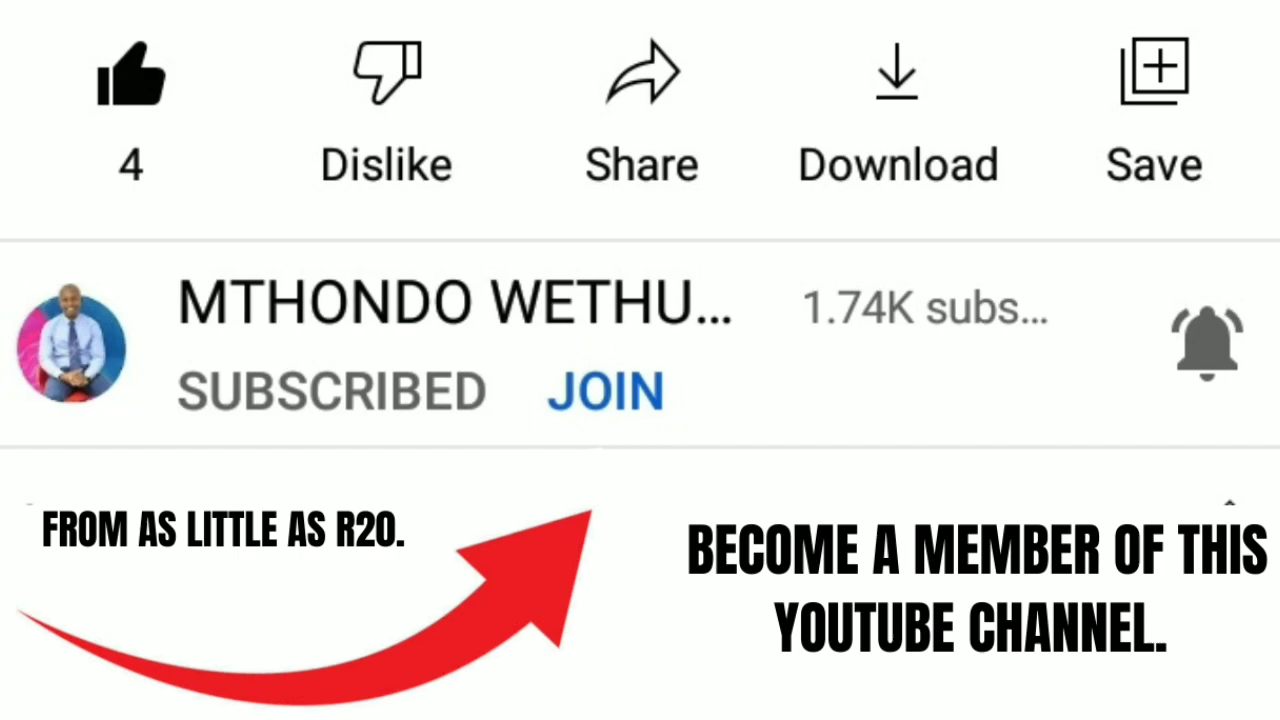 4 Dislike Share Download Save
MTHONDO WETHU... 1.74K subs...
SUBSCRIBED JOIN
FROM AS LITTLE AS R20.
BECOME A MEMBER OF THIS
YOUTUBE CHANNEL.